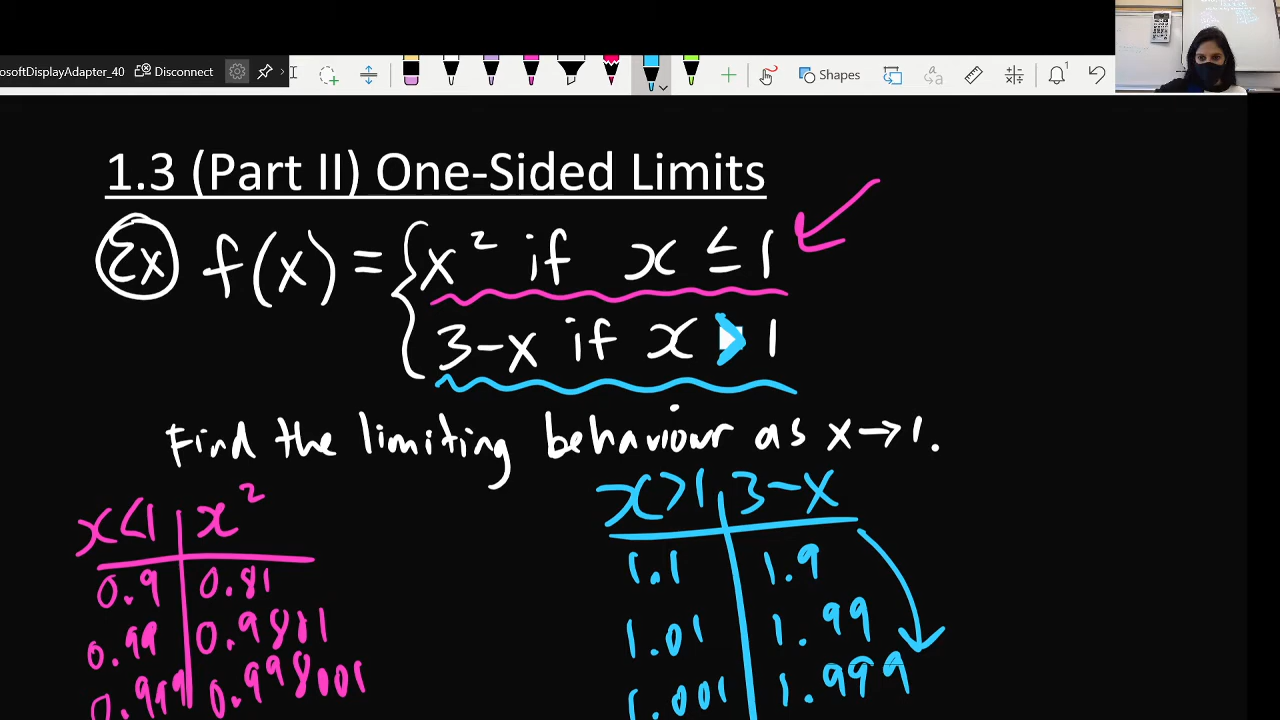 osoftDisplayAdapter_40 Disconnect
Shapes
1
1.3 (Part II) One-Sided Limits
Ex f(x) = { x² if x ≤ 1
3-x if x > 1
Find the limiting behaviour as x → 1.
x<1 | x²
0.9 | 0.81
0.99 | 0.9801
0.999 | 0.998001
x>1 | 3-x
1.1 | 1.9
1.01 | 1.99
1.001 | 1.999